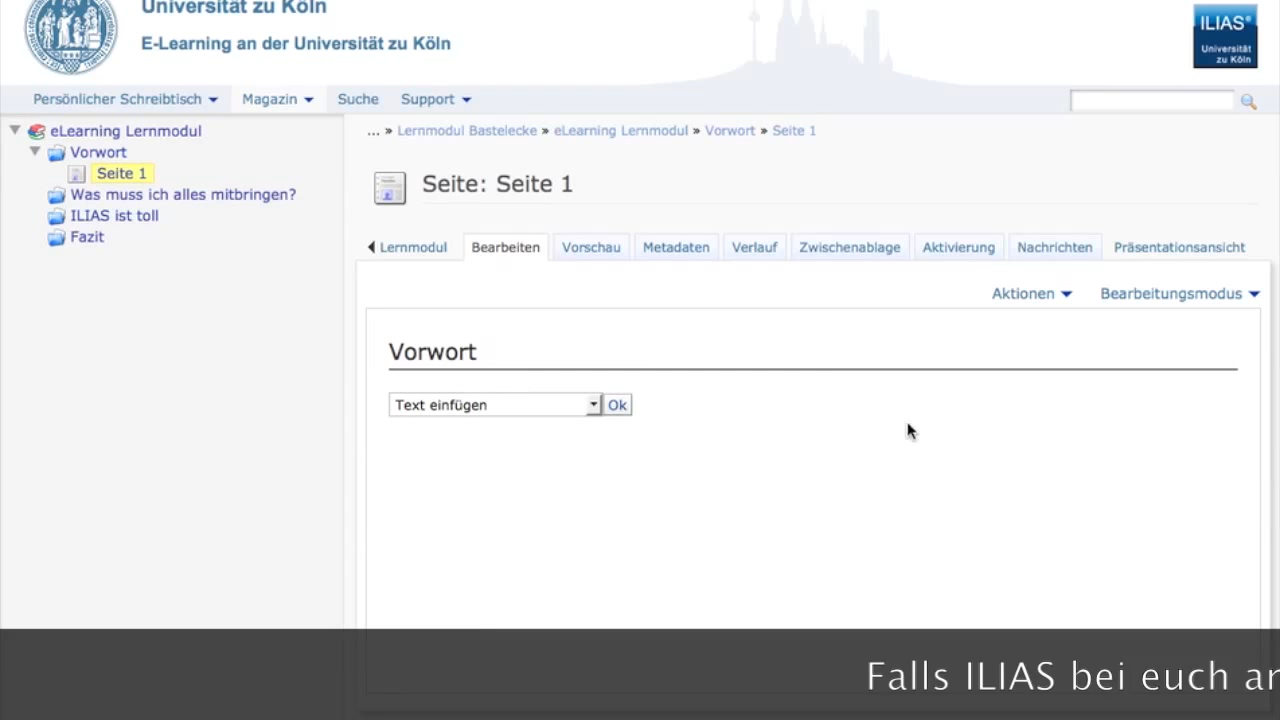 Universität zu Köln
E-Learning an der Universität zu Köln
ILIAS®
Universität
zu Köln
Persönlicher Schreibtisch Magazin Suche Support
eLearning Lernmodul
Vorwort
Seite 1
Was muss ich alles mitbringen?
ILIAS ist toll
Fazit
... » Lernmodul Bastelecke » eLearning Lernmodul » Vorwort » Seite 1
Seite: Seite 1
Lernmodul Bearbeiten Vorschau Metadaten Verlauf Zwischenablage Aktivierung Nachrichten Präsentationsansicht
Aktionen Bearbeitungsmodus
Vorwort
Text einfügen Ok
Falls ILIAS bei euch